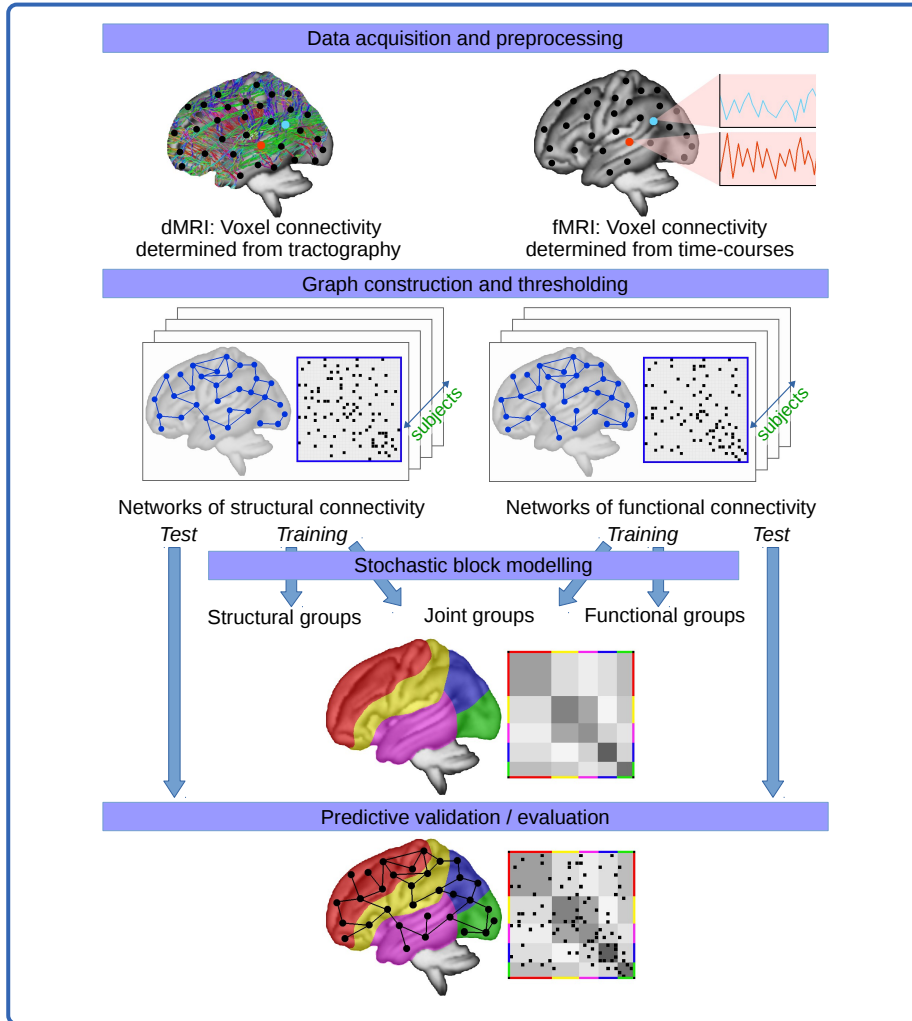 Data acquisition and preprocessing
dMRI: Voxel connectivity
determined from tractography
fMRI: Voxel connectivity
determined from time-courses
Graph construction and thresholding
subjects
subjects
Networks of structural connectivity
Networks of functional connectivity
Test
Training
Training
Test
Stochastic block modelling
Structural groups
Joint groups
Functional groups
Predictive validation / evaluation